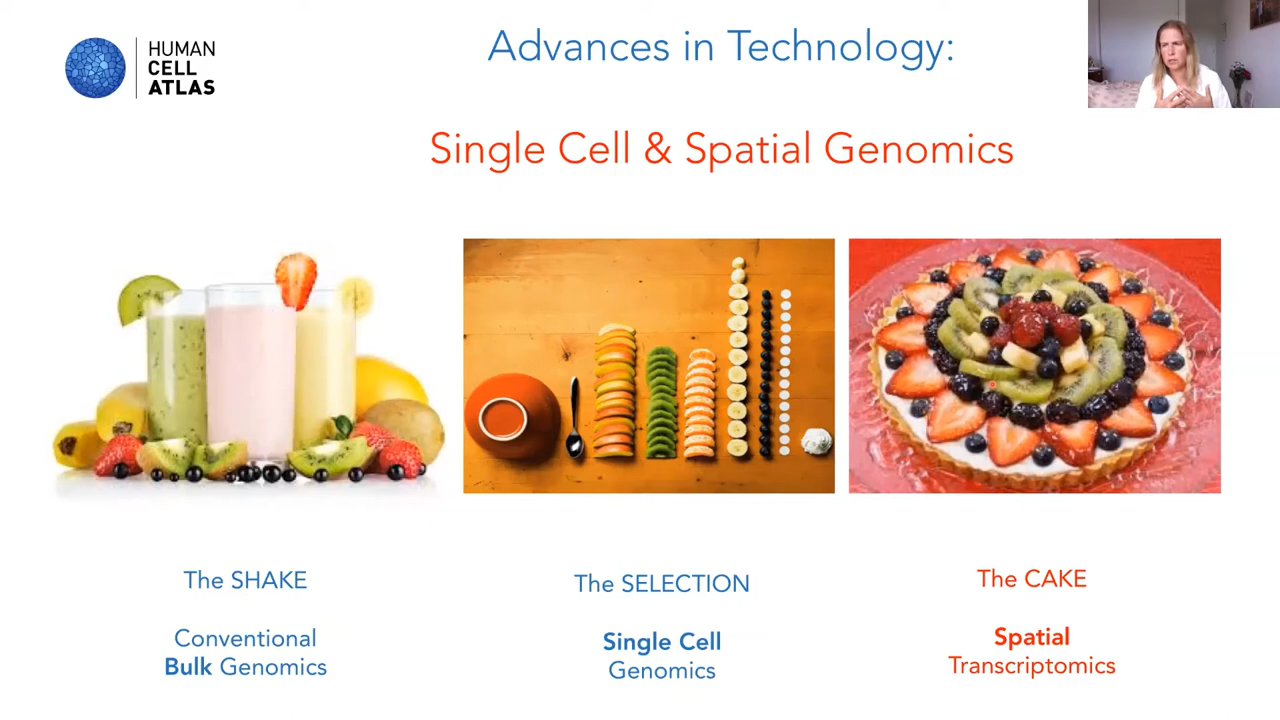 HUMAN
CELL
ATLAS
Advances in Technology:
Single Cell & Spatial Genomics
The SHAKE
Conventional
Bulk Genomics
The SELECTION
Single Cell
Genomics
The CAKE
Spatial
Transcriptomics